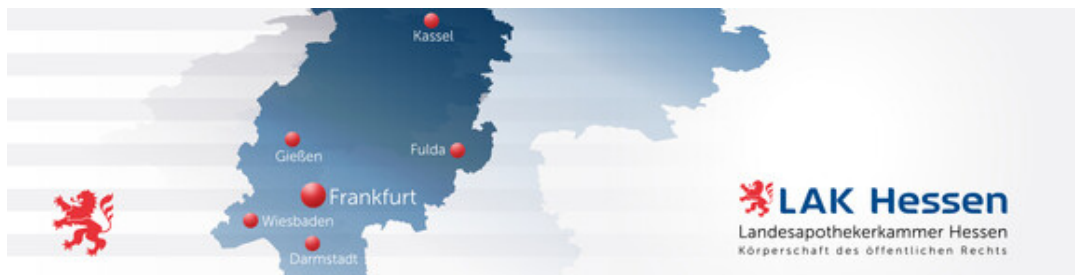 Kassel
Gießen
Fulda
Frankfurt
Wiesbaden
Darmstadt
LAK Hessen
Landesapothekerkammer Hessen
Körperschaft des öffentlichen Rechts